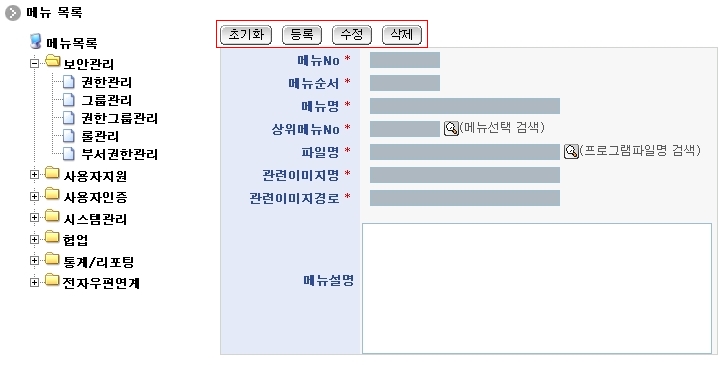 메뉴 목록
메뉴목록
보안관리
권한관리
그룹관리
권한그룹관리
롤관리
부서권한관리
사용자지원
사용자인증
시스템관리
협업
통계/리포팅
전자우편연계
초기화 등록 수정 삭제
메뉴No *
메뉴순서 *
메뉴명 *
상위메뉴No * (메뉴선택 검색)
파일명 * (프로그램파일명 검색)
관련이미지명 *
관련이미지경로 *
메뉴설명